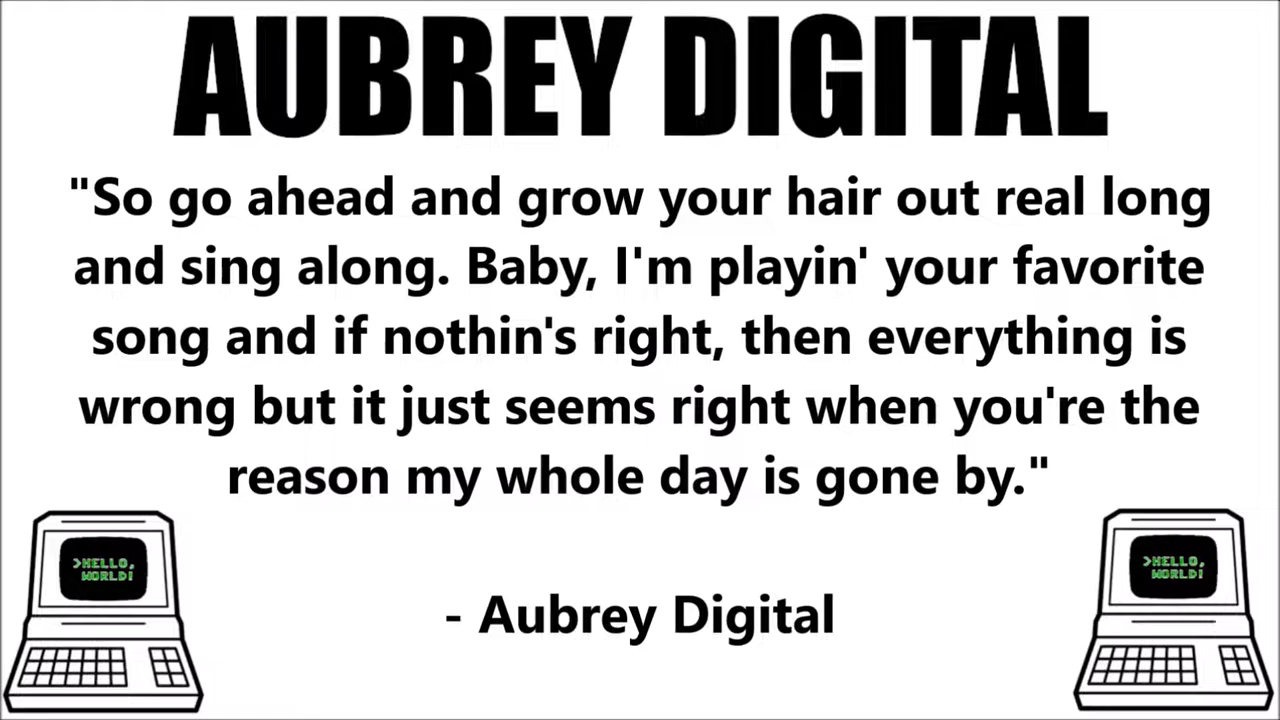 AUBREY DIGITAL
"So go ahead and grow your hair out real long
and sing along. Baby, I'm playin' your favorite
song and if nothin's right, then everything is
wrong but it just seems right when you're the
reason my whole day is gone by."
>HELLO,
WORLD!
>HELLO,
WORLD!
- Aubrey Digital